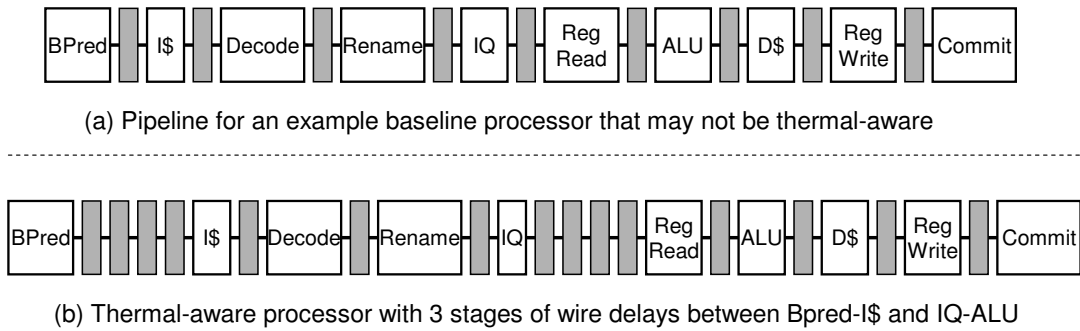 BPred I$ Decode Rename IQ Reg Read ALU D$ Reg Write Commit
(a) Pipeline for an example baseline processor that may not be thermal-aware
BPred I$ Decode Rename IQ Reg Read ALU D$ Reg Write Commit
(b) Thermal-aware processor with 3 stages of wire delays between Bpred-I$ and IQ-ALU